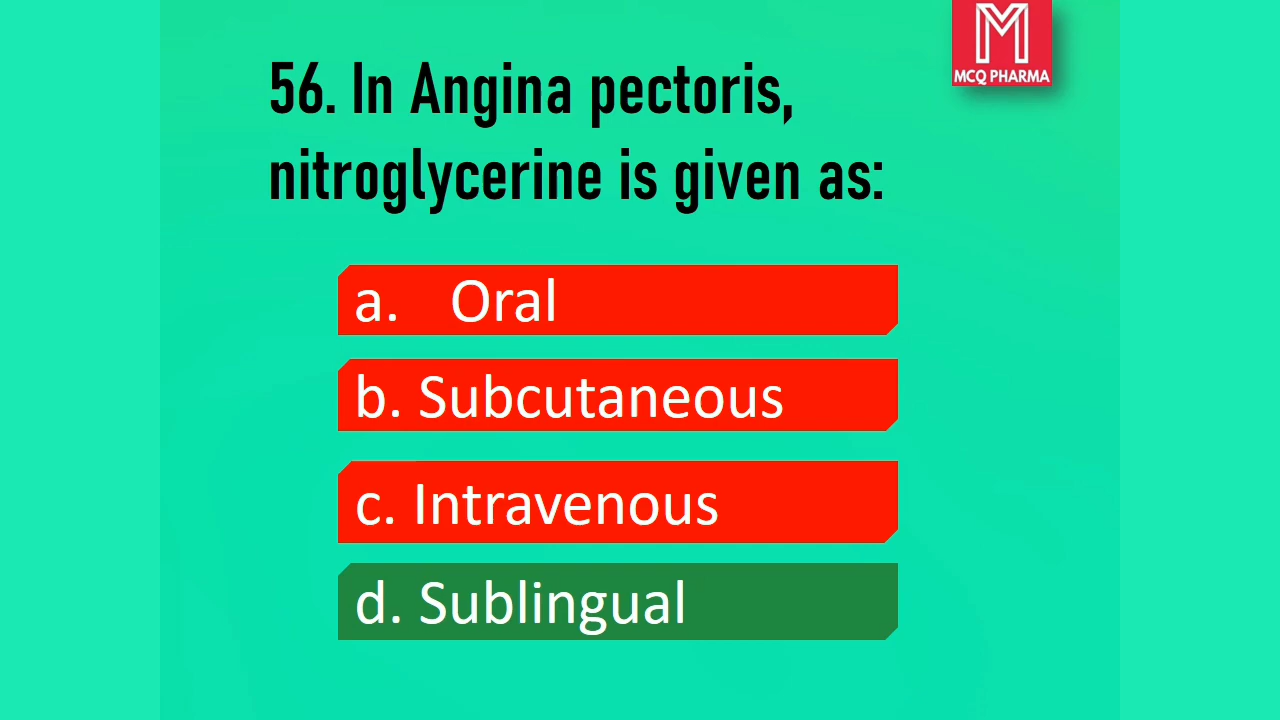 MCQ PHARMA
56. In Angina pectoris,
nitroglycerine is given as:
a. Oral
b. Subcutaneous
c. Intravenous
d. Sublingual